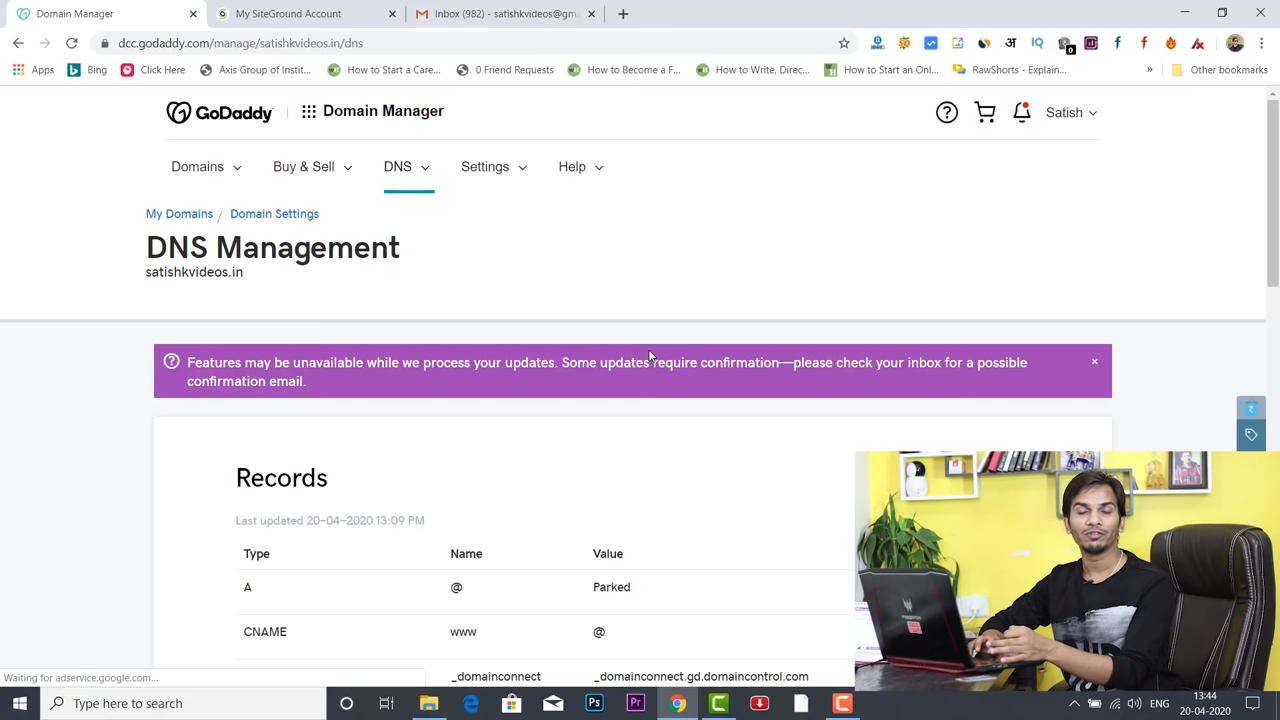 Domain Manager
My SiteGround Account
Inbox (982) - satishkvideos@gm
dcc.godaddy.com/manage/satishkvideos.in/dns
Apps
Bing
Click Here
Axis Group of Instit...
How to Start a Care...
0 Friend Requests
How to Become a F...
How to Write, Direc...
How to Start an Onl...
RawShorts - Explain...
»
Other bookmarks
GoDaddy
Domain Manager
Satish
Domains
Buy & Sell
DNS
Settings
Help
My Domains / Domain Settings
DNS Management
satishkvideos.in
Features may be unavailable while we process your updates. Some updates require confirmation—please check your inbox for a possible
confirmation email.
Records
Last updated 20-04-2020 13:09 PM
Type Name Value
A @ Parked
CNAME www @
_domainconnect _domainconnect.gd.domaincontrol.com
Waiting for adservice.google.com...
Type here to search
ENG
13:44
20-04-2020